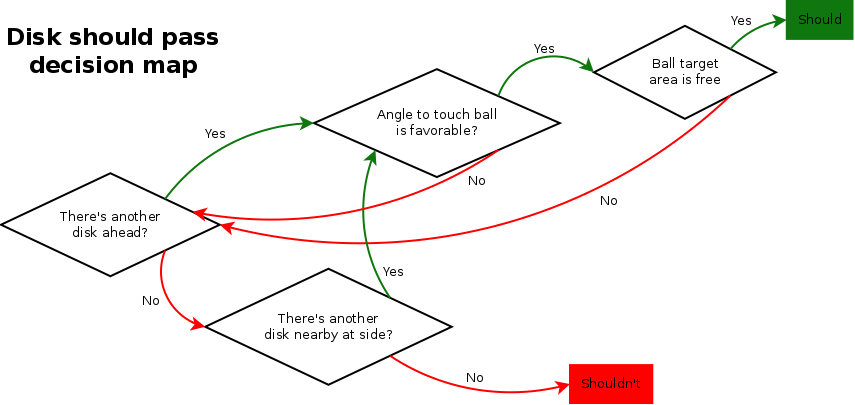 Disk should pass
decision map
Yes
Should
Yes
Ball target
area is free
Angle to touch ball
is favorable?
Yes
No
No
There's another
disk ahead?
Yes
No
There's another
disk nearby at side?
No
Shouldn't